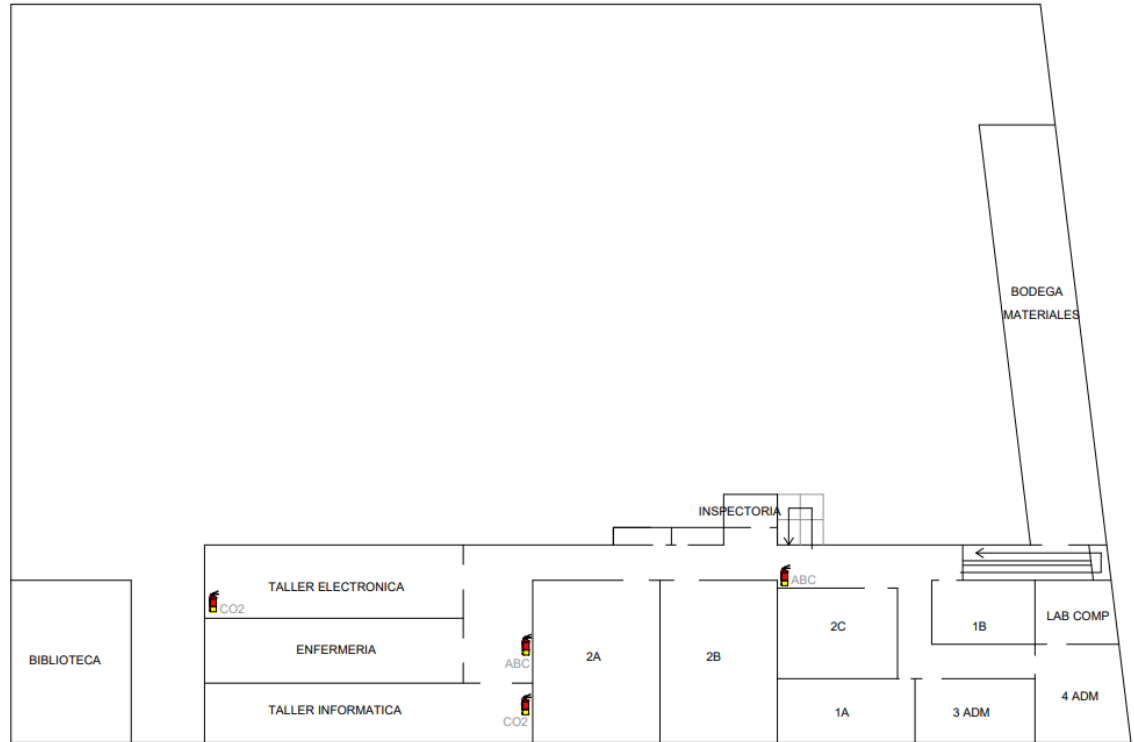 BODEGA
MATERIALES
INSPECTORIA
TALLER ELECTRONICA
CO2
ABC
ENFERMERIA
ABC
BIBLIOTECA
2A
2B
2C
1B
LAB COMP
TALLER INFORMATICA
CO2
1A
3 ADM
4 ADM